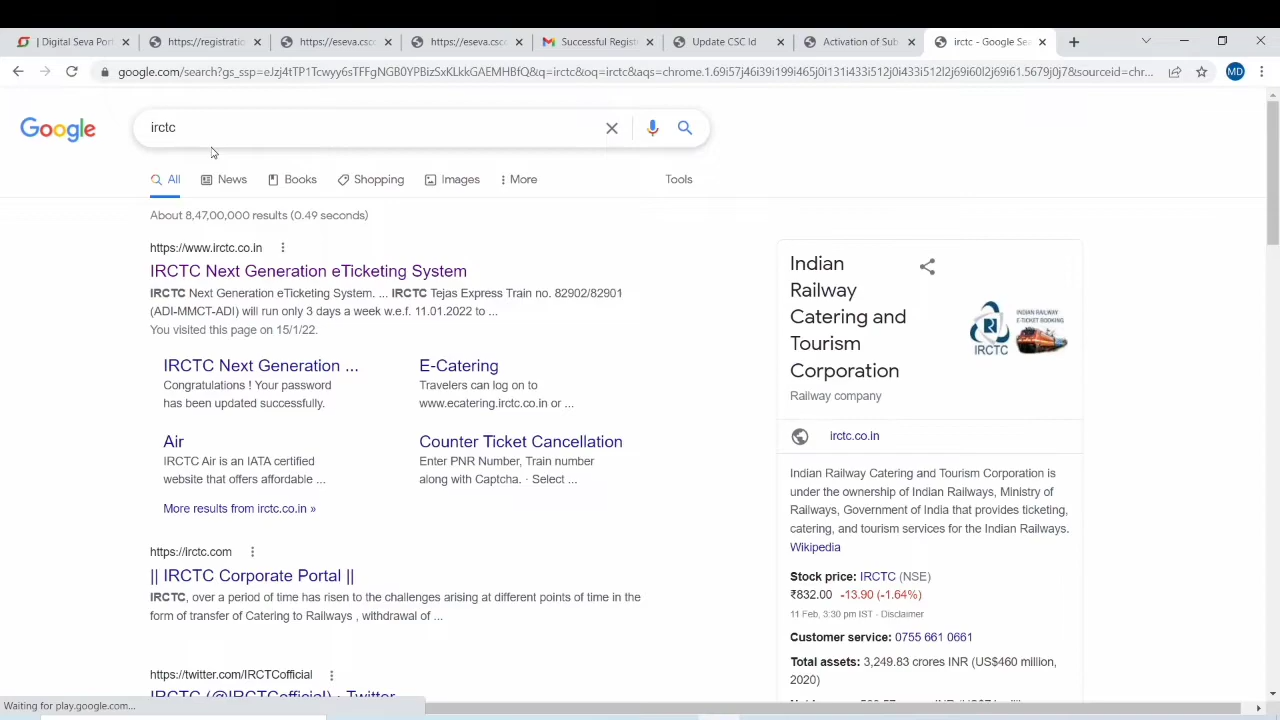 | Digital Seva Port
https://registratio
https://eseva.csc
https://eseva.csc
Successful Registr
Update CSC Id
Activation of Sub
irctc - Google Sea
google.com/search?gs_ssp=eJzj4tTP1Tcwyy6sTFFgNGB0YPBizSxKLkkGAEMHBfQ&q=irctc&oq=irctc&aqs=chrome.1.69i57j46i39i199i465j0i131i433i512j0i433i512l2j69i60l2j69i61.5679j0j7&sourceid=chr...
MD
Google
irctc
All
News
Books
Shopping
Images
More
Tools
About 8,47,00,000 results (0.49 seconds)
https://www.irctc.co.in
IRCTC Next Generation eTicketing System
IRCTC Next Generation eTicketing System. ... IRCTC Tejas Express Train no. 82902/82901
(ADI-MMCT-ADI) will run only 3 days a week w.e.f. 11.01.2022 to ...
You visited this page on 15/1/22.
IRCTC Next Generation ...
Congratulations ! Your password
has been updated successfully.
E-Catering
Travelers can log on to
www.ecatering.irctc.co.in or ...
Air
IRCTC Air is an IATA certified
website that offers affordable ...
Counter Ticket Cancellation
Enter PNR Number, Train number
along with Captcha. · Select ...
More results from irctc.co.in »
https://irctc.com
|| IRCTC Corporate Portal ||
IRCTC, over a period of time has risen to the challenges arising at different points of time in the
form of transfer of Catering to Railways , withdrawal of ...
https://twitter.com/IRCTCofficial
IRCTC (@IRCTCofficial) · Twitter
Indian
Railway
Catering and
Tourism
Corporation
Railway company
IRCTC
INDIAN RAILWAY
E-TICKET BOOKING
irctc.co.in
Indian Railway Catering and Tourism Corporation is
under the ownership of Indian Railways, Ministry of
Railways, Government of India that provides ticketing,
catering, and tourism services for the Indian Railways.
Wikipedia
Stock price: IRCTC (NSE)
₹832.00 -13.90 (-1.64%)
11 Feb, 3:30 pm IST - Disclaimer
Customer service: 0755 661 0661
Total assets: 3,249.83 crores INR (US$460 million,
2020)
Waiting for play.google.com...